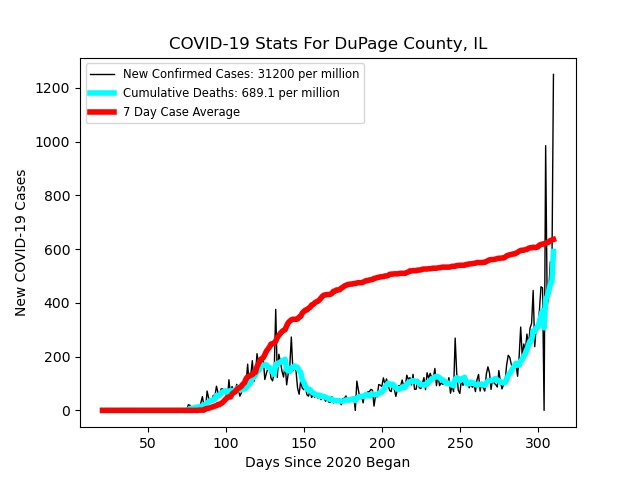 COVID-19 Stats For DuPage County, IL
New Confirmed Cases: 31200 per million
Cumulative Deaths: 689.1 per million
7 Day Case Average
New COVID-19 Cases
1200
1000
800
600
400
200
0
50
100
150
200
250
300
Days Since 2020 Began